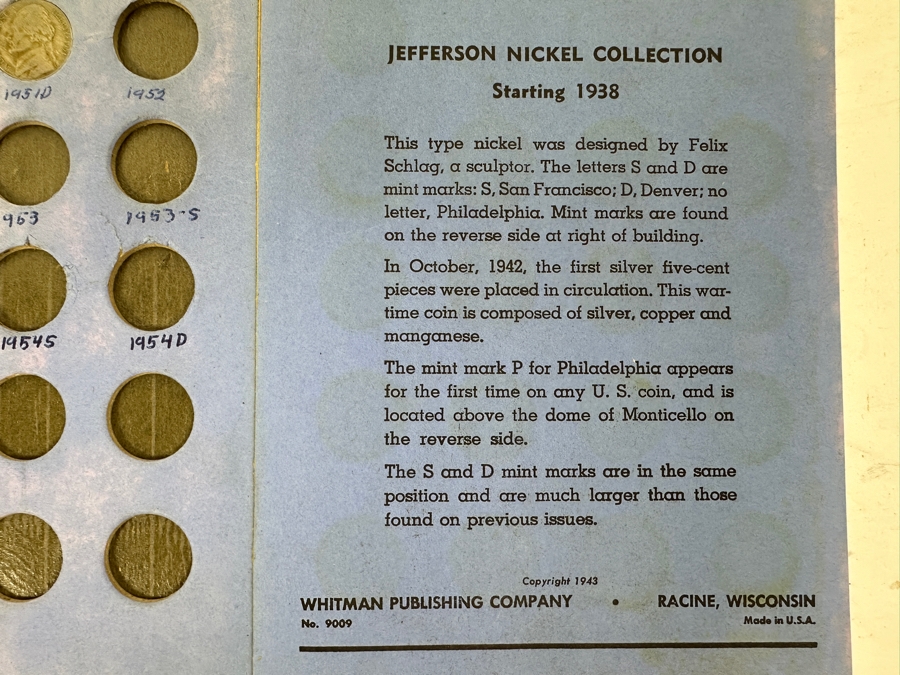 1951D 1952
953 1953-S
1954S 1954D
JEFFERSON NICKEL COLLECTION
Starting 1938
This type nickel was designed by Felix
Schlag, a sculptor. The letters S and D are
mint marks: S, San Francisco; D, Denver; no
letter, Philadelphia. Mint marks are found
on the reverse side at right of building.
In October, 1942, the first silver five-cent
pieces were placed in circulation. This war-
time coin is composed of silver, copper and
manganese.
The mint mark P for Philadelphia appears
for the first time on any U. S. coin, and is
located above the dome of Monticello on
the reverse side.
The S and D mint marks are in the same
position and are much larger than those
found on previous issues.
Copyright 1943
WHITMAN PUBLISHING COMPANY • RACINE, WISCONSIN
No. 9009 Made in U.S.A.